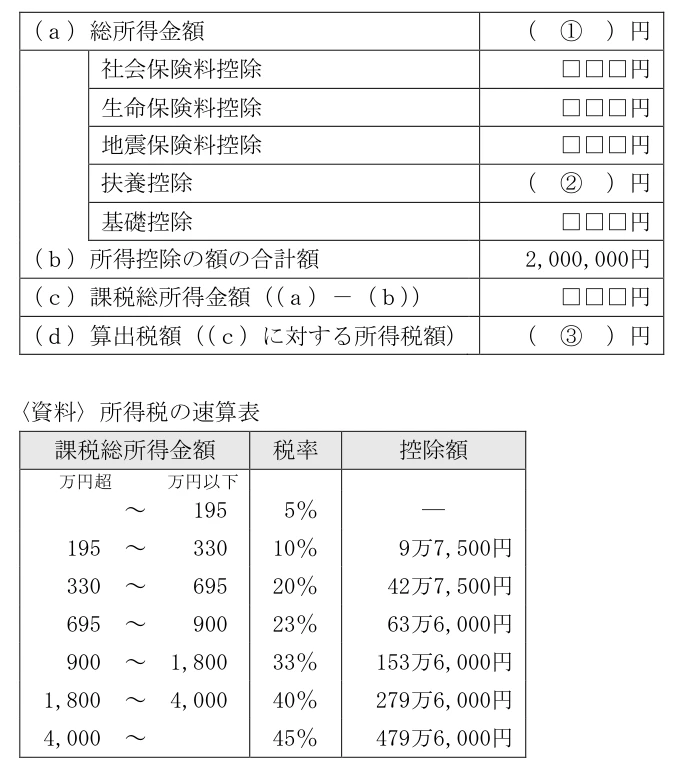 (a) 総所得金額 ( ① ) 円
社会保険料控除 □□□円
生命保険料控除 □□□円
地震保険料控除 □□□円
扶養控除 ( ② ) 円
基礎控除 □□□円
(b) 所得控除の額の合計額 2,000,000円
(c) 課税総所得金額((a) － (b)) □□□円
(d) 算出税額((c) に対する所得税額) ( ③ ) 円
〈資料〉所得税の速算表
課税総所得金額 税率 控除額
万円超 万円以下
～ 195 5% ―
195 ～ 330 10% 9万7,500円
330 ～ 695 20% 42万7,500円
695 ～ 900 23% 63万6,000円
900 ～ 1,800 33% 153万6,000円
1,800 ～ 4,000 40% 279万6,000円
4,000 ～ 45% 479万6,000円